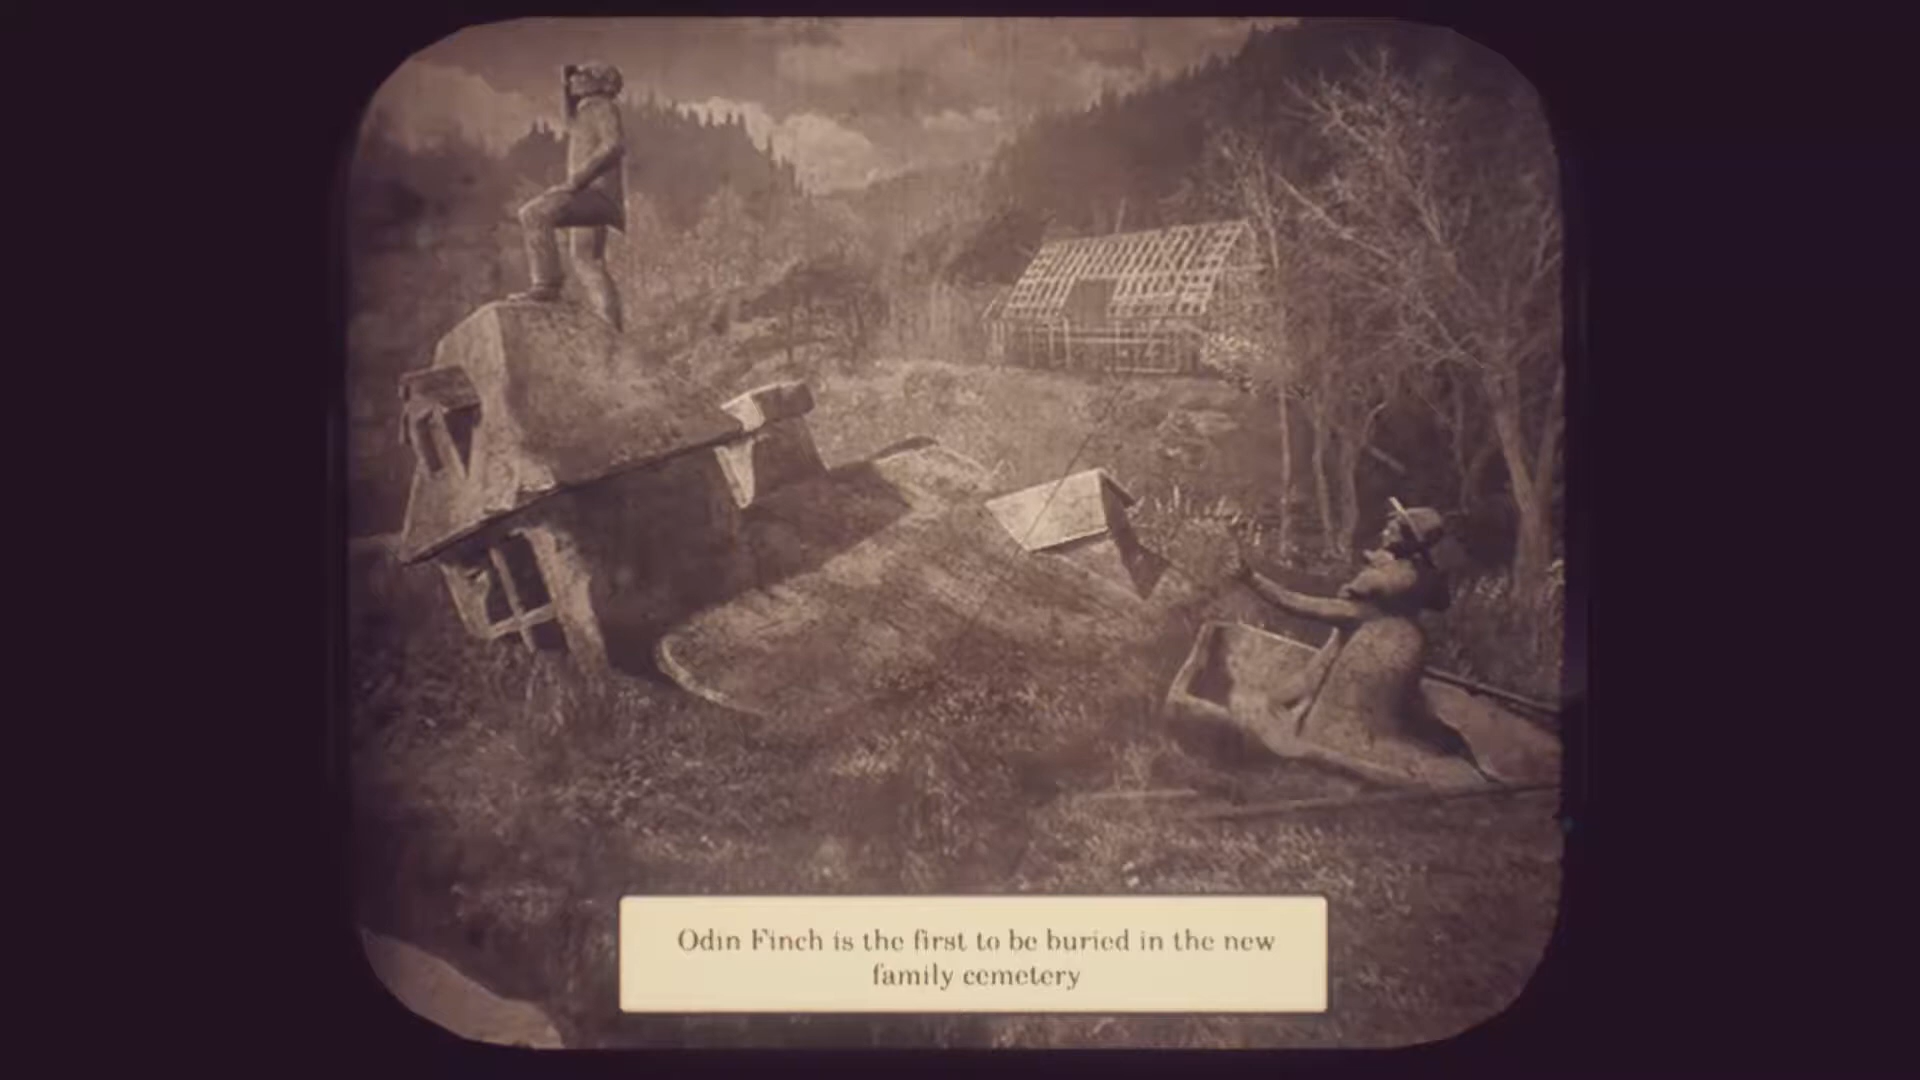 Odin Finch is the first to be buried in the new
family cemetery